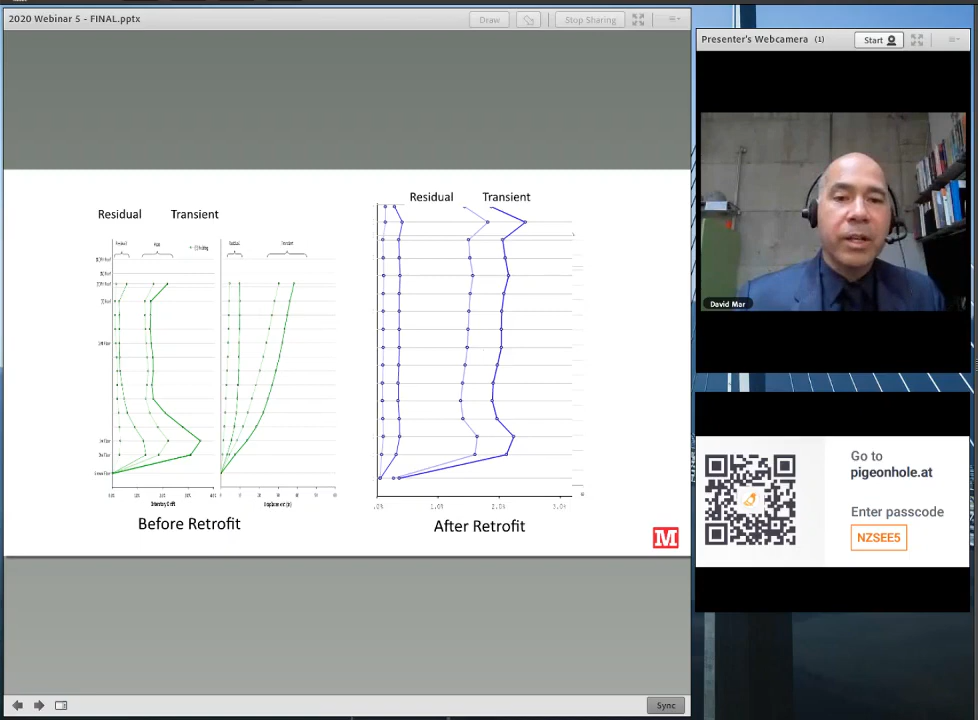 2020 Webinar 5 - FINAL.pptx
Draw
Stop Sharing
Residual Transient
Before Retrofit
Residual Transient
1.0%
2.0%
3.0%
After Retrofit
M
Sync
Presenter's Webcamera (1)
Start
David Mar
Go to
pigeonhole.at
Enter passcode
NZSEE5